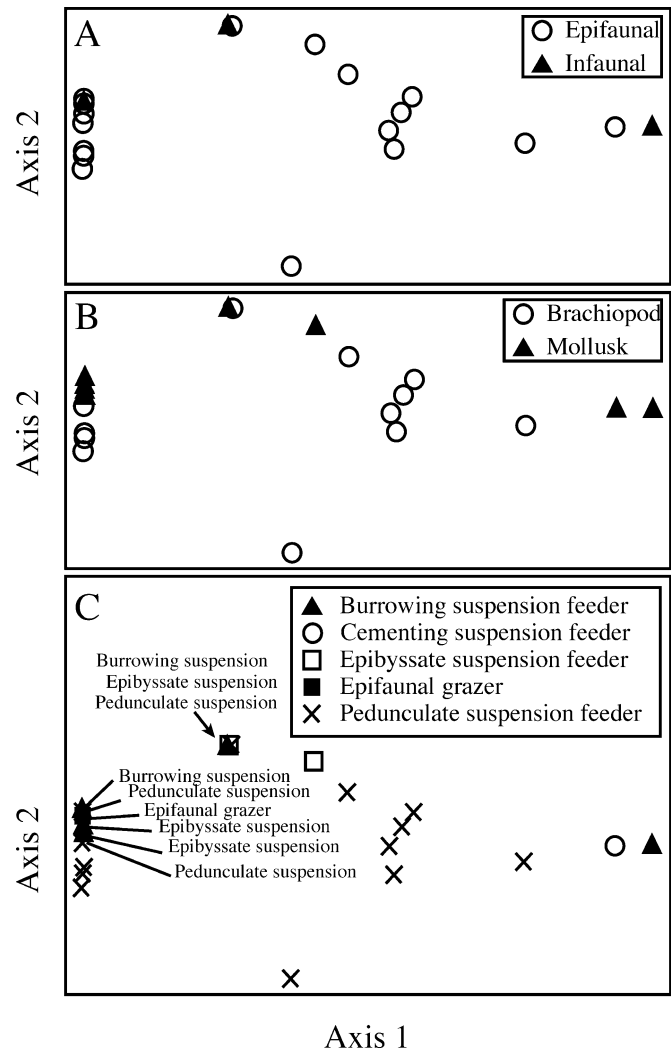 A
Epifaunal
Infaunal
Axis 2
B
Brachiopod
Mollusk
Axis 2
C
Burrowing suspension feeder
Cementing suspension feeder
Epibyssate suspension feeder
Epifaunal grazer
Pedunculate suspension feeder
Burrowing suspension
Epibyssate suspension
Pedunculate suspension
Burrowing suspension
Pedunculate suspension
Epifaunal grazer
Epibyssate suspension
Epibyssate suspension
Pedunculate suspension
Axis 2
Axis 1